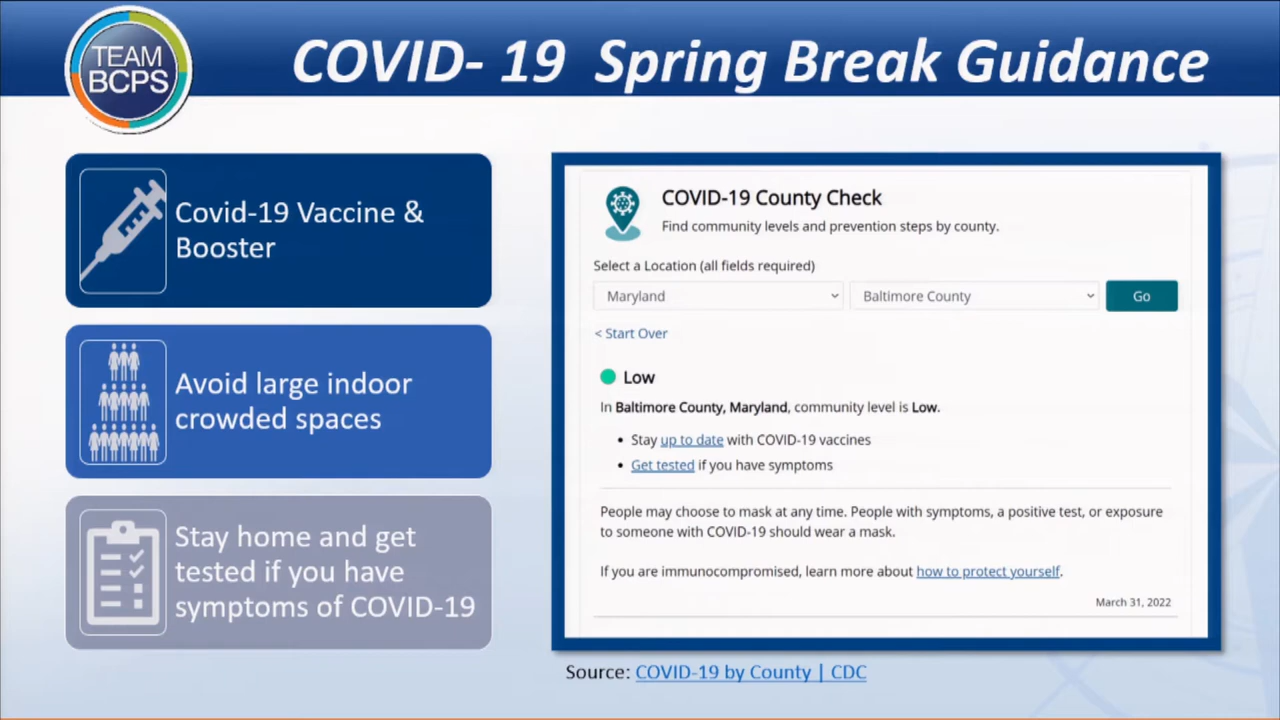 TEAM
BCPS
COVID- 19 Spring Break Guidance
Covid-19 Vaccine &
Booster
Avoid large indoor
crowded spaces
Stay home and get
tested if you have
symptoms of COVID-19
COVID-19 County Check
Find community levels and prevention steps by county.
Select a Location (all fields required)
Maryland
Baltimore County
Go
< Start Over
Low
In Baltimore County, Maryland, community level is Low.
• Stay up to date with COVID-19 vaccines
• Get tested if you have symptoms
People may choose to mask at any time. People with symptoms, a positive test, or exposure
to someone with COVID-19 should wear a mask.
If you are immunocompromised, learn more about how to protect yourself.
March 31, 2022
Source: COVID-19 by County | CDC